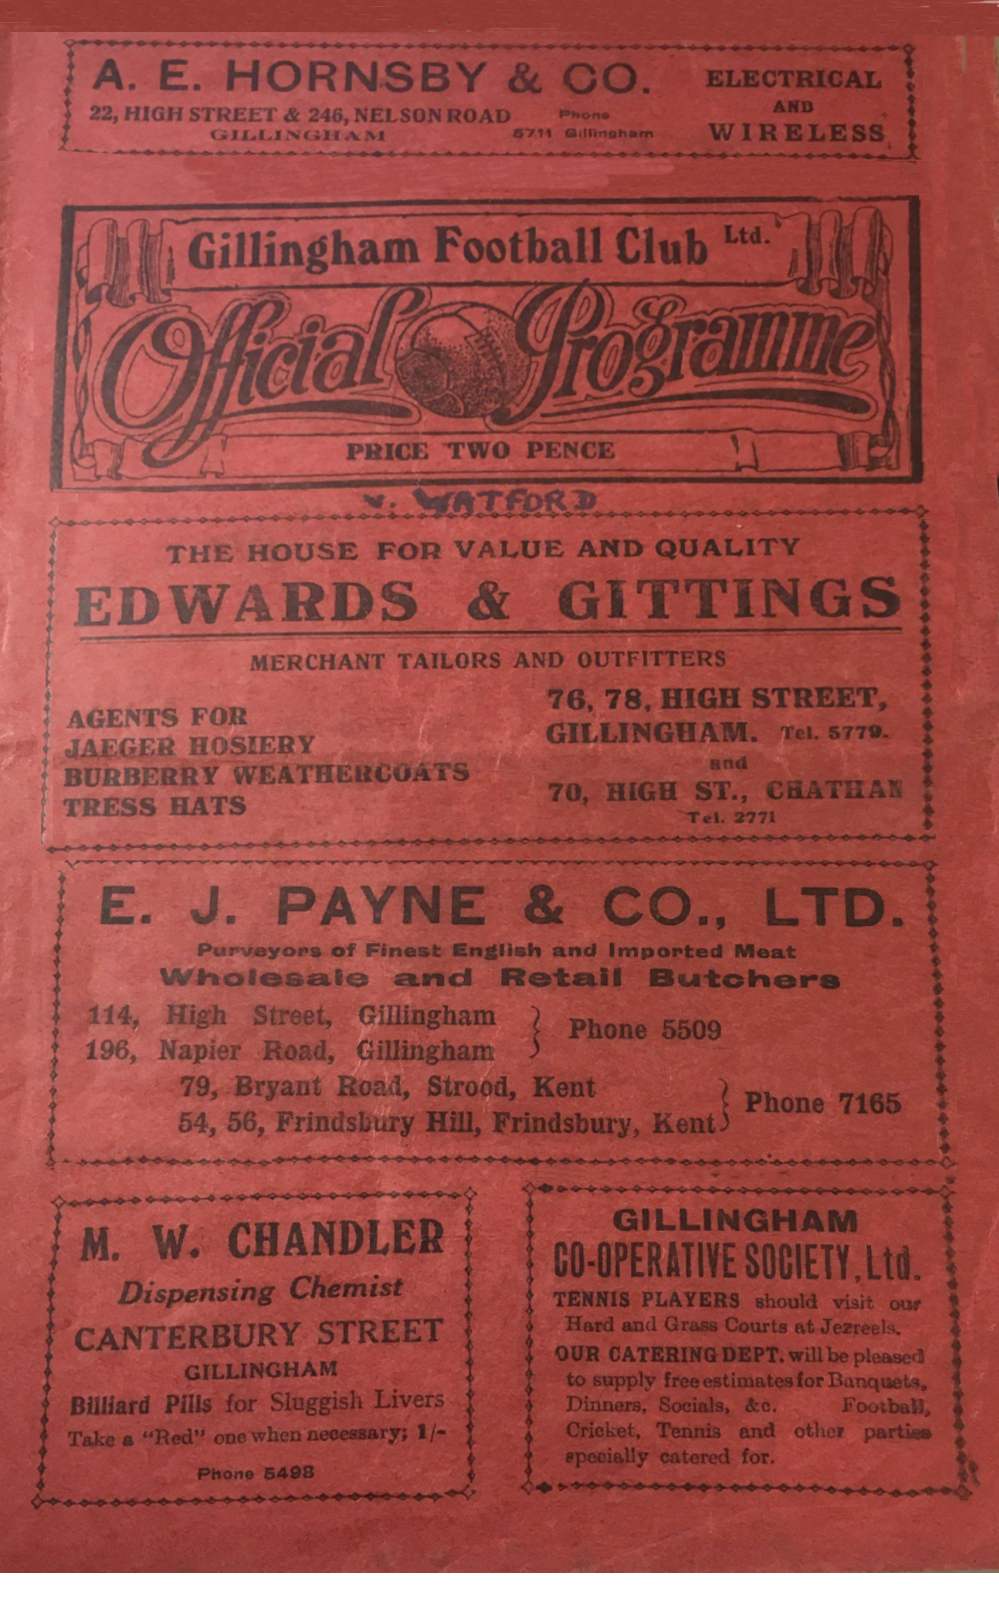 A. E. HORNSBY & CO.
22, HIGH STREET & 246, NELSON ROAD
GILLINGHAM
Phone
5711 Gillingham
ELECTRICAL
AND
WIRELESS
Gillingham Football Club Ltd.
Official Programme
PRICE TWO PENCE
v. WATFORD
THE HOUSE FOR VALUE AND QUALITY
EDWARDS & GITTINGS
MERCHANT TAILORS AND OUTFITTERS
AGENTS FOR
JAEGER HOSIERY
BURBERRY WEATHERCOATS
TRESS HATS
76, 78, HIGH STREET,
GILLINGHAM. Tel. 5779.
and
70, HIGH ST., CHATHAN
Tel. 2771
E. J. PAYNE & CO., LTD.
Purveyors of Finest English and Imported Meat
Wholesale and Retail Butchers
114, High Street, Gillingham
196, Napier Road, Gillingham
Phone 5509
79, Bryant Road, Strood, Kent
54, 56, Frindsbury Hill, Frindsbury, Kent
Phone 7165
M. W. CHANDLER
Dispensing Chemist
CANTERBURY STREET
GILLINGHAM
Billiard Pills for Sluggish Livers
Take a "Red" one when necessary; 1/-
Phone 5498
GILLINGHAM
CO-OPERATIVE SOCIETY, Ltd.
TENNIS PLAYERS should visit our
Hard and Grass Courts at Jezreels.
OUR CATERING DEPT. will be pleased
to supply free estimates for Banquets,
Dinners, Socials, &c. Football,
Cricket, Tennis and other parties
specially catered for.